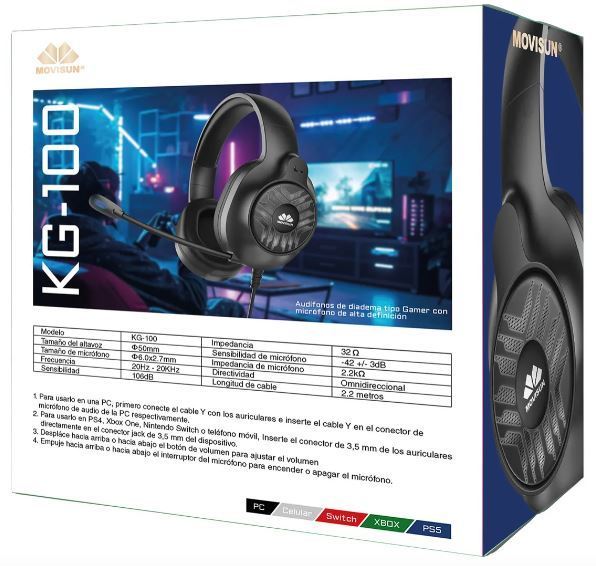 MOVISUN®
MOVISUN®
KG-100
Audifonos de diadema tipo Gamer con
micrófono de alta definición
Modelo KG-100 Impedancia 32 Ω
Tamaño del altavoz Φ50mm Sensibilidad de micrófono -42 +/- 3dB
Tamaño de micrófono Φ6.0x2.7mm Impedancia de micrófono 2.2kΩ
Frecuencia 20Hz - 20KHz Directividad Omnidireccional
Sensibilidad 106dB Longitud de cable 2.2 metros
1. Para usarlo en una PC, primero conecte el cable Y con los auriculares e inserte el cable Y en el conector de
micrófono de audio de la PC respectivamente.
2. Para usarlo en PS4, Xbox One, Nintendo Switch o teléfono móvil, Inserte el conector de 3,5 mm de los auriculares
directamente en el conector jack de 3,5 mm del dispositivo.
3. Despláce hacia arriba o hacia abajo el botón de volumen para ajustar el volumen
4. Empuje hacia arriba o hacia abajo el interruptor del micrófono para encender o apagar el micrófono.
PC Celular Switch XBOX PS5
MOVISUN